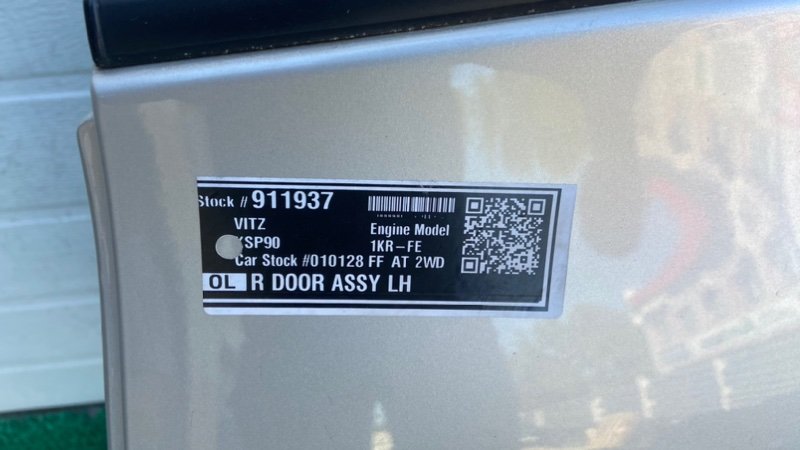 Stock # 911937
VITZ
Engine Model
KSP90
1KR-FE
Car Stock #010128 FF AT 2WD
OL R DOOR ASSY LH